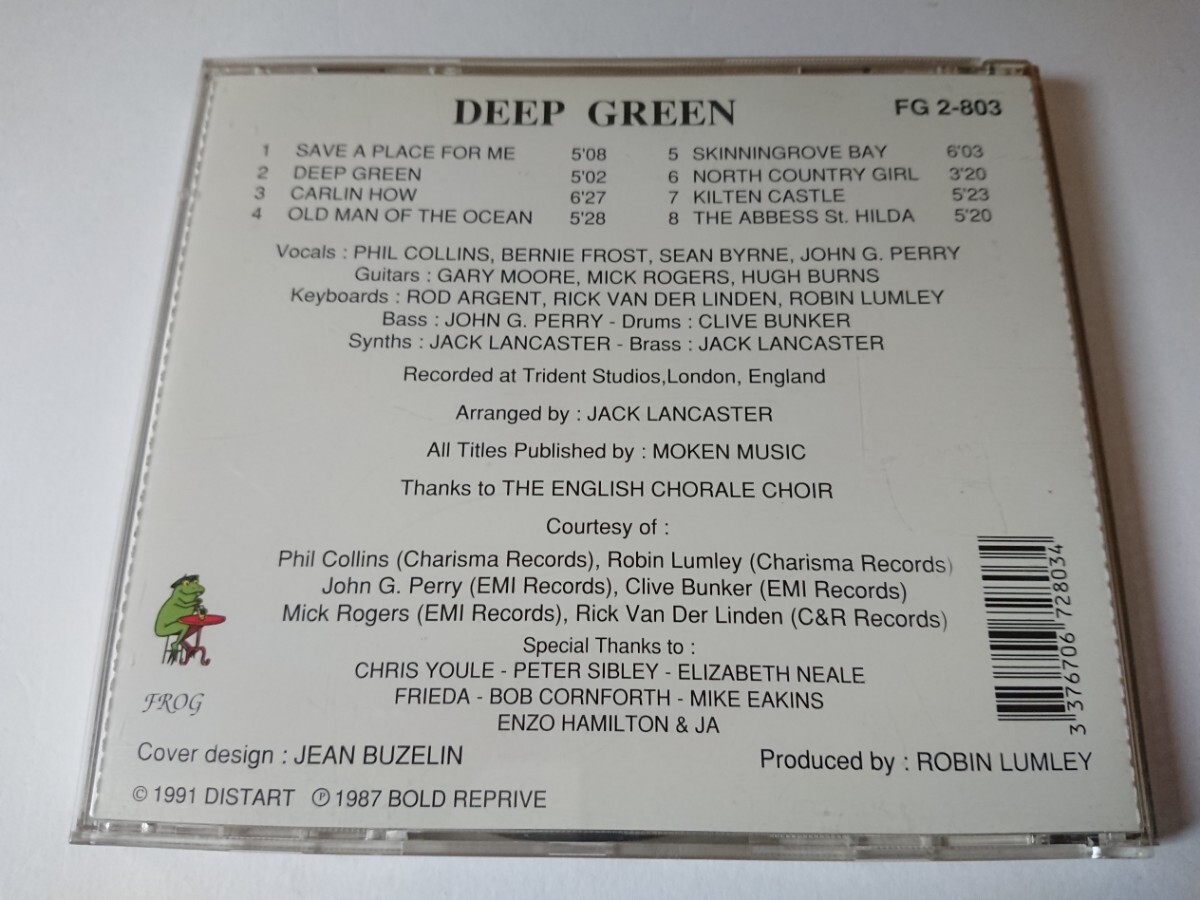 DEEP GREEN
FG 2-803
1 SAVE A PLACE FOR ME 5'08
2 DEEP GREEN 5'02
3 CARLIN HOW 6'27
4 OLD MAN OF THE OCEAN 5'28
5 SKINNINGROVE BAY 6'03
6 NORTH COUNTRY GIRL 3'20
7 KILTEN CASTLE 5'23
8 THE ABBESS St. HILDA 5'20
Vocals : PHIL COLLINS, BERNIE FROST, SEAN BYRNE, JOHN G. PERRY
Guitars : GARY MOORE, MICK ROGERS, HUGH BURNS
Keyboards : ROD ARGENT, RICK VAN DER LINDEN, ROBIN LUMLEY
Bass : JOHN G. PERRY - Drums : CLIVE BUNKER
Synths : JACK LANCASTER - Brass : JACK LANCASTER
Recorded at Trident Studios,London, England
Arranged by : JACK LANCASTER
All Titles Published by : MOKEN MUSIC
Thanks to THE ENGLISH CHORALE CHOIR
Courtesy of :
Phil Collins (Charisma Records), Robin Lumley (Charisma Records)
John G. Perry (EMI Records), Clive Bunker (EMI Records)
Mick Rogers (EMI Records), Rick Van Der Linden (C&R Records)
Special Thanks to :
CHRIS YOULE - PETER SIBLEY - ELIZABETH NEALE
FRIEDA - BOB CORNFORTH - MIKE EAKINS
ENZO HAMILTON & JA
FROG
3 376706 728034
Cover design : JEAN BUZELIN
Produced by : ROBIN LUMLEY
© 1991 DISTART ℗ 1987 BOLD REPRIVE